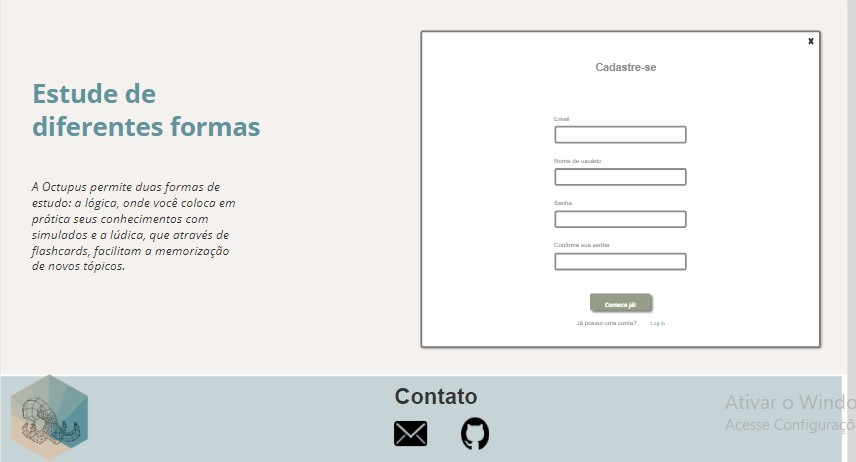 Estude de
diferentes formas
A Octupus permite duas formas de
estudo: a lógica, onde você coloca em
prática seus conhecimentos com
simulados e a lúdica, que através de
flashcards, facilitam a memorização
de novos tópicos.
x
Cadastre-se
Email
Nome de usuário
Senha
Confirme sua senha
Comece já!
Já possui uma conta? Log in
Contato
Ativar o Windo
Acesse Configuraçõ